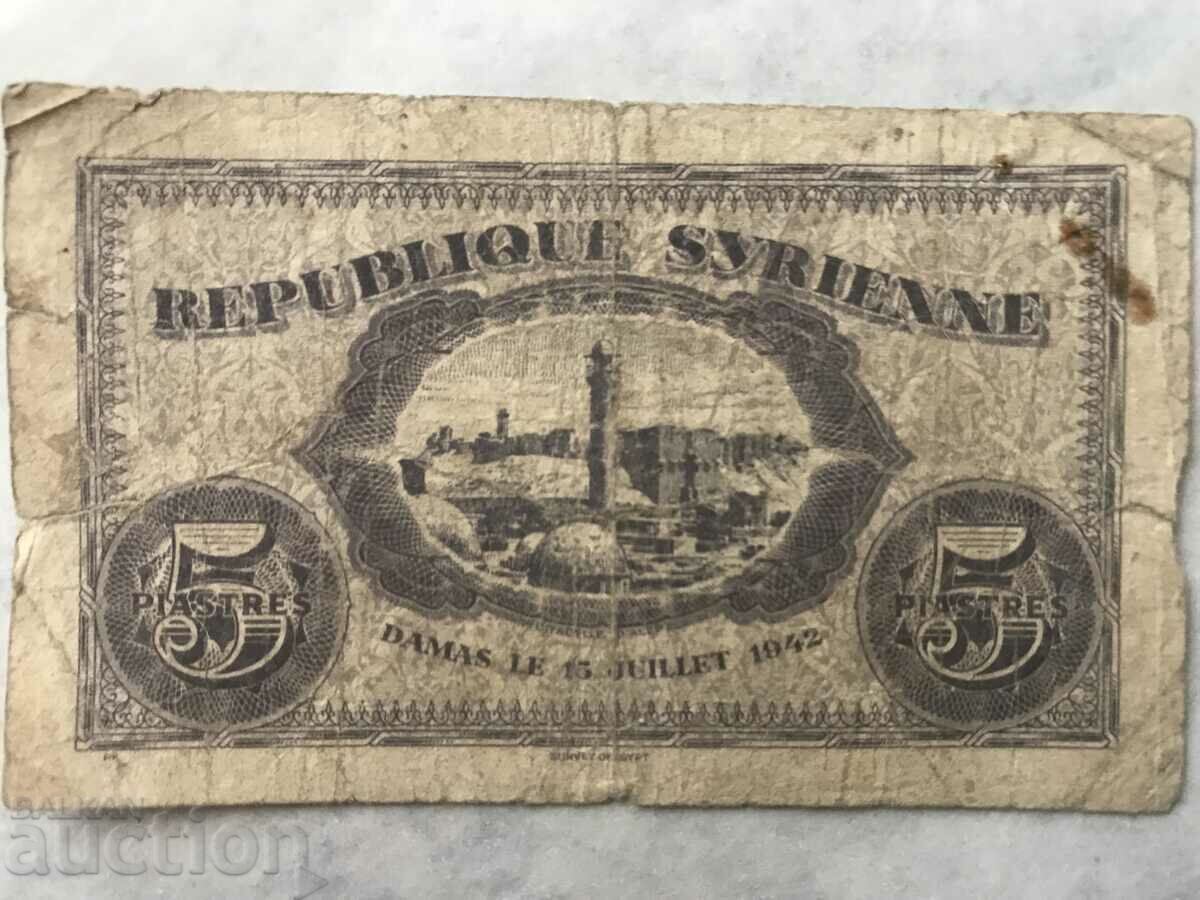 REPUBLIQUE SYRIENNE
5
PIASTRES
5
PIASTRES
DAMAS LE 15 JUILLET 1942
SURVEY OF EGYPT
BALKAN
auction